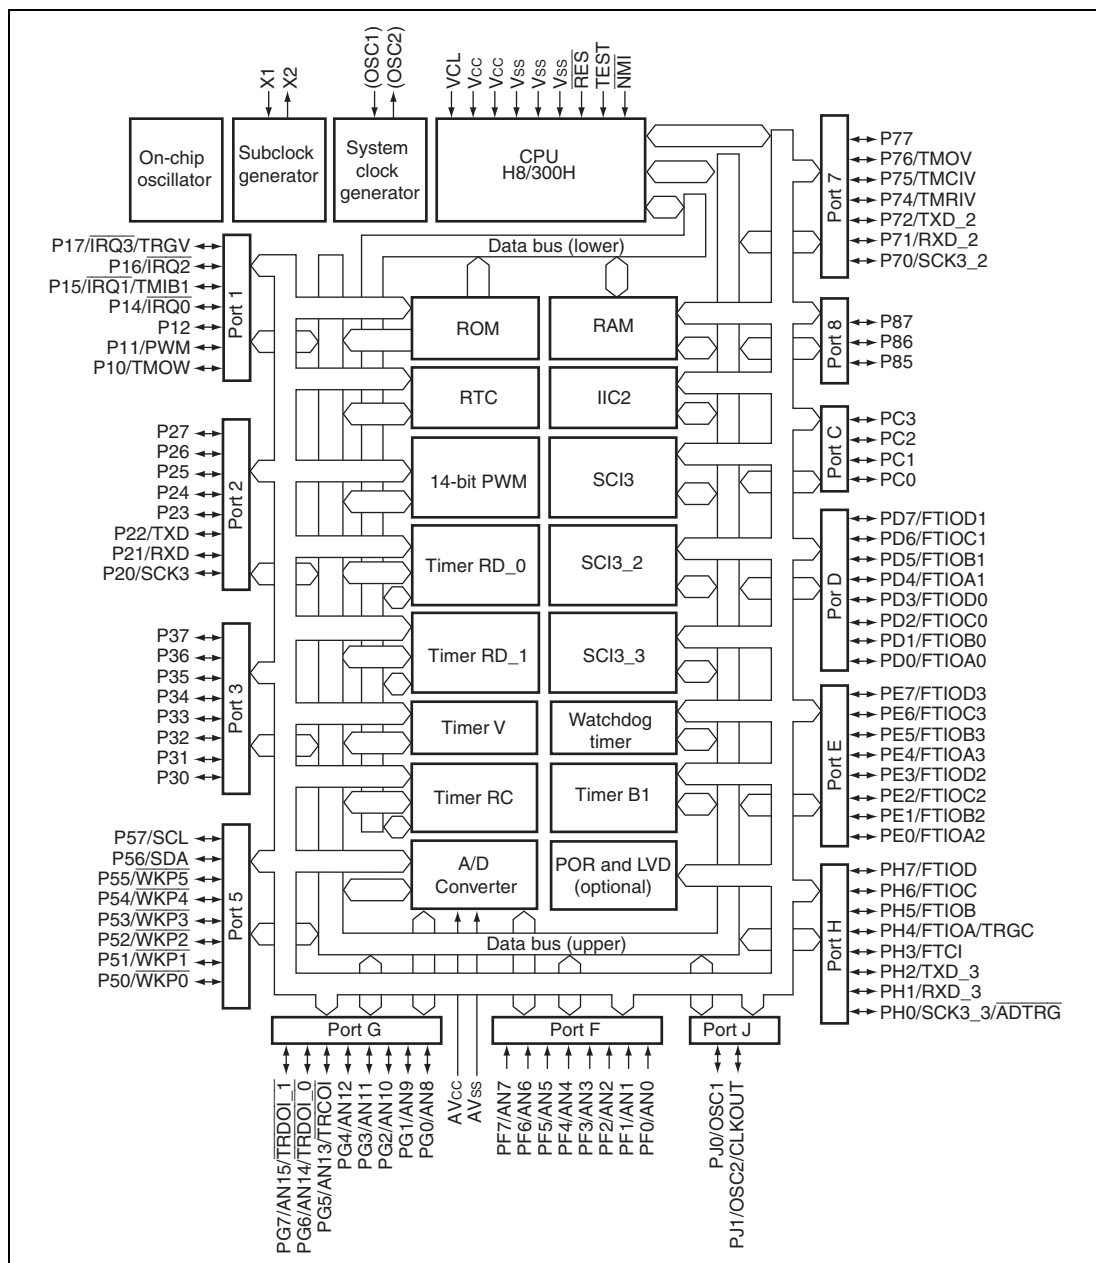 X1
X2
(OSC1)
(OSC2)
VCL
Vcc
Vcc
Vss
Vss
Vss
RES
TEST
NMI
On-chip
oscillator
Subclock
generator
System
clock
generator
CPU
H8/300H
Data bus (lower)
P17/IRQ3/TRGV
P16/IRQ2
P15/IRQ1/TMIB1
P14/IRQ0
P12
P11/PWM
P10/TMOW
Port 1
P27
P26
P25
P24
P23
P22/TXD
P21/RXD
P20/SCK3
Port 2
P37
P36
P35
P34
P33
P32
P31
P30
Port 3
P57/SCL
P56/SDA
P55/WKP5
P54/WKP4
P53/WKP3
P52/WKP2
P51/WKP1
P50/WKP0
Port 5
ROM
RAM
RTC
IIC2
14-bit PWM
SCI3
Timer RD_0
SCI3_2
Timer RD_1
SCI3_3
Timer V
Watchdog
timer
Timer RC
Timer B1
A/D
Converter
POR and LVD
(optional)
Data bus (upper)
Port 7
P77
P76/TMOV
P75/TMCIV
P74/TMRIV
P72/TXD_2
P71/RXD_2
P70/SCK3_2
Port 8
P87
P86
P85
Port C
PC3
PC2
PC1
PC0
Por D
PD7/FTIOD1
PD6/FTIOC1
PD5/FTIOB1
PD4/FTIOA1
PD3/FTIOD0
PD2/FTIOC0
PD1/FTIOB0
PD0/FTIOA0
Port E
PE7/FTIOD3
PE6/FTIOC3
PE5/FTIOB3
PE4/FTIOA3
PE3/FTIOD2
PE2/FTIOC2
PE1/FTIOB2
PE0/FTIOA2
Port H
PH7/FTIOD
PH6/FTIOC
PH5/FTIOB
PH4/FTIOA/TRGC
PH3/FTCI
PH2/TXD_3
PH1/RXD_3
PH0/SCK3_3/ADTRG
Port G
Port F
Port J
PG7/AN15/TRDOI_1
PG6/AN14/TRDOI_0
PG5/AN13/TRCOI
PG4/AN12
PG3/AN11
PG2/AN10
PG1/AN9
PG0/AN8
AVcc
AVss
PF7/AN7
PF6/AN6
PF5/AN5
PF4/AN4
PF3/AN3
PF2/AN2
PF1/AN1
PF0/AN0
PJ0/OSC1
PJ1/OSC2/CLKOUT